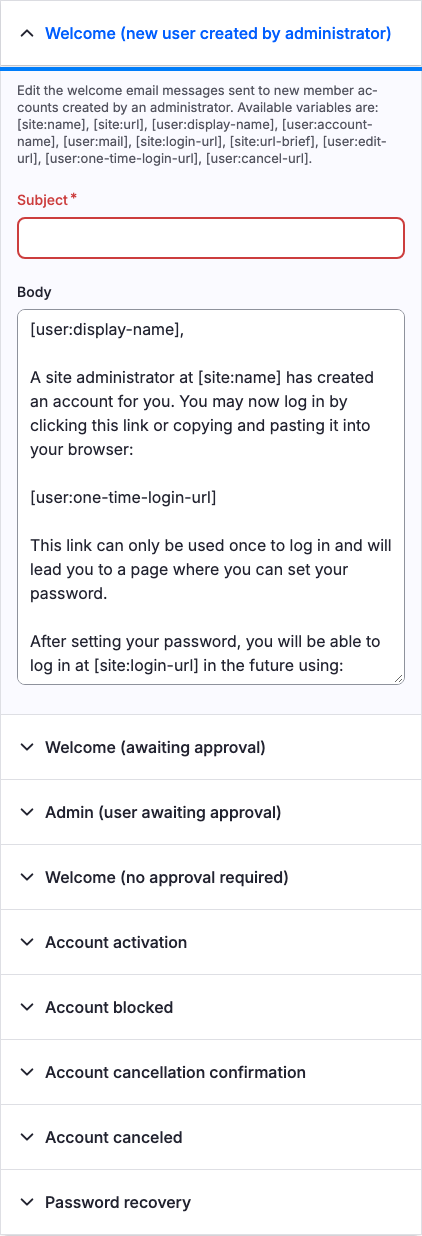 Welcome (new user created by administrator)
Edit the welcome email messages sent to new member ac-
counts created by an administrator. Available variables are:
[site:name], [site:url], [user:display-name], [user:account-
name], [user:mail], [site:login-url], [site:url-brief], [user:edit-
url], [user:one-time-login-url], [user:cancel-url].
Subject*
Body
[user:display-name],
A site administrator at [site:name] has created
an account for you. You may now log in by
clicking this link or copying and pasting it into
your browser:
[user:one-time-login-url]
This link can only be used once to log in and will
lead you to a page where you can set your
password.
After setting your password, you will be able to
log in at [site:login-url] in the future using:
Welcome (awaiting approval)
Admin (user awaiting approval)
Welcome (no approval required)
Account activation
Account blocked
Account cancellation confirmation
Account canceled
Password recovery